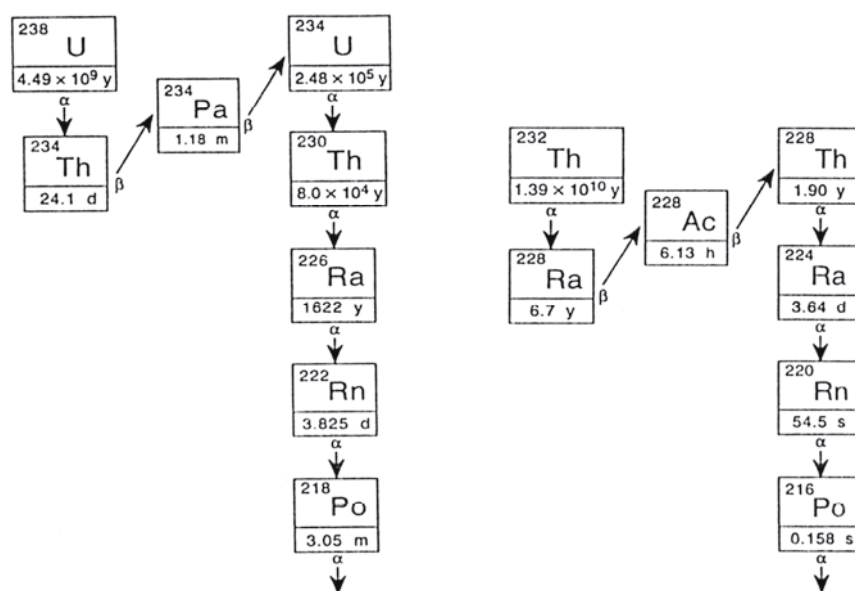 238
U
4.49 × 10⁹ y
α
234
Th
24.1 d
β
234
Pa
1.18 m
β
234
U
2.48 × 10⁵ y
α
230
Th
8.0 × 10⁴ y
α
226
Ra
1622 y
α
222
Rn
3.825 d
α
218
Po
3.05 m
α
232
Th
1.39 × 10¹⁰ y
α
228
Ra
6.7 y
β
228
Ac
6.13 h
β
228
Th
1.90 y
α
224
Ra
3.64 d
α
220
Rn
54.5 s
α
216
Po
0.158 s
α